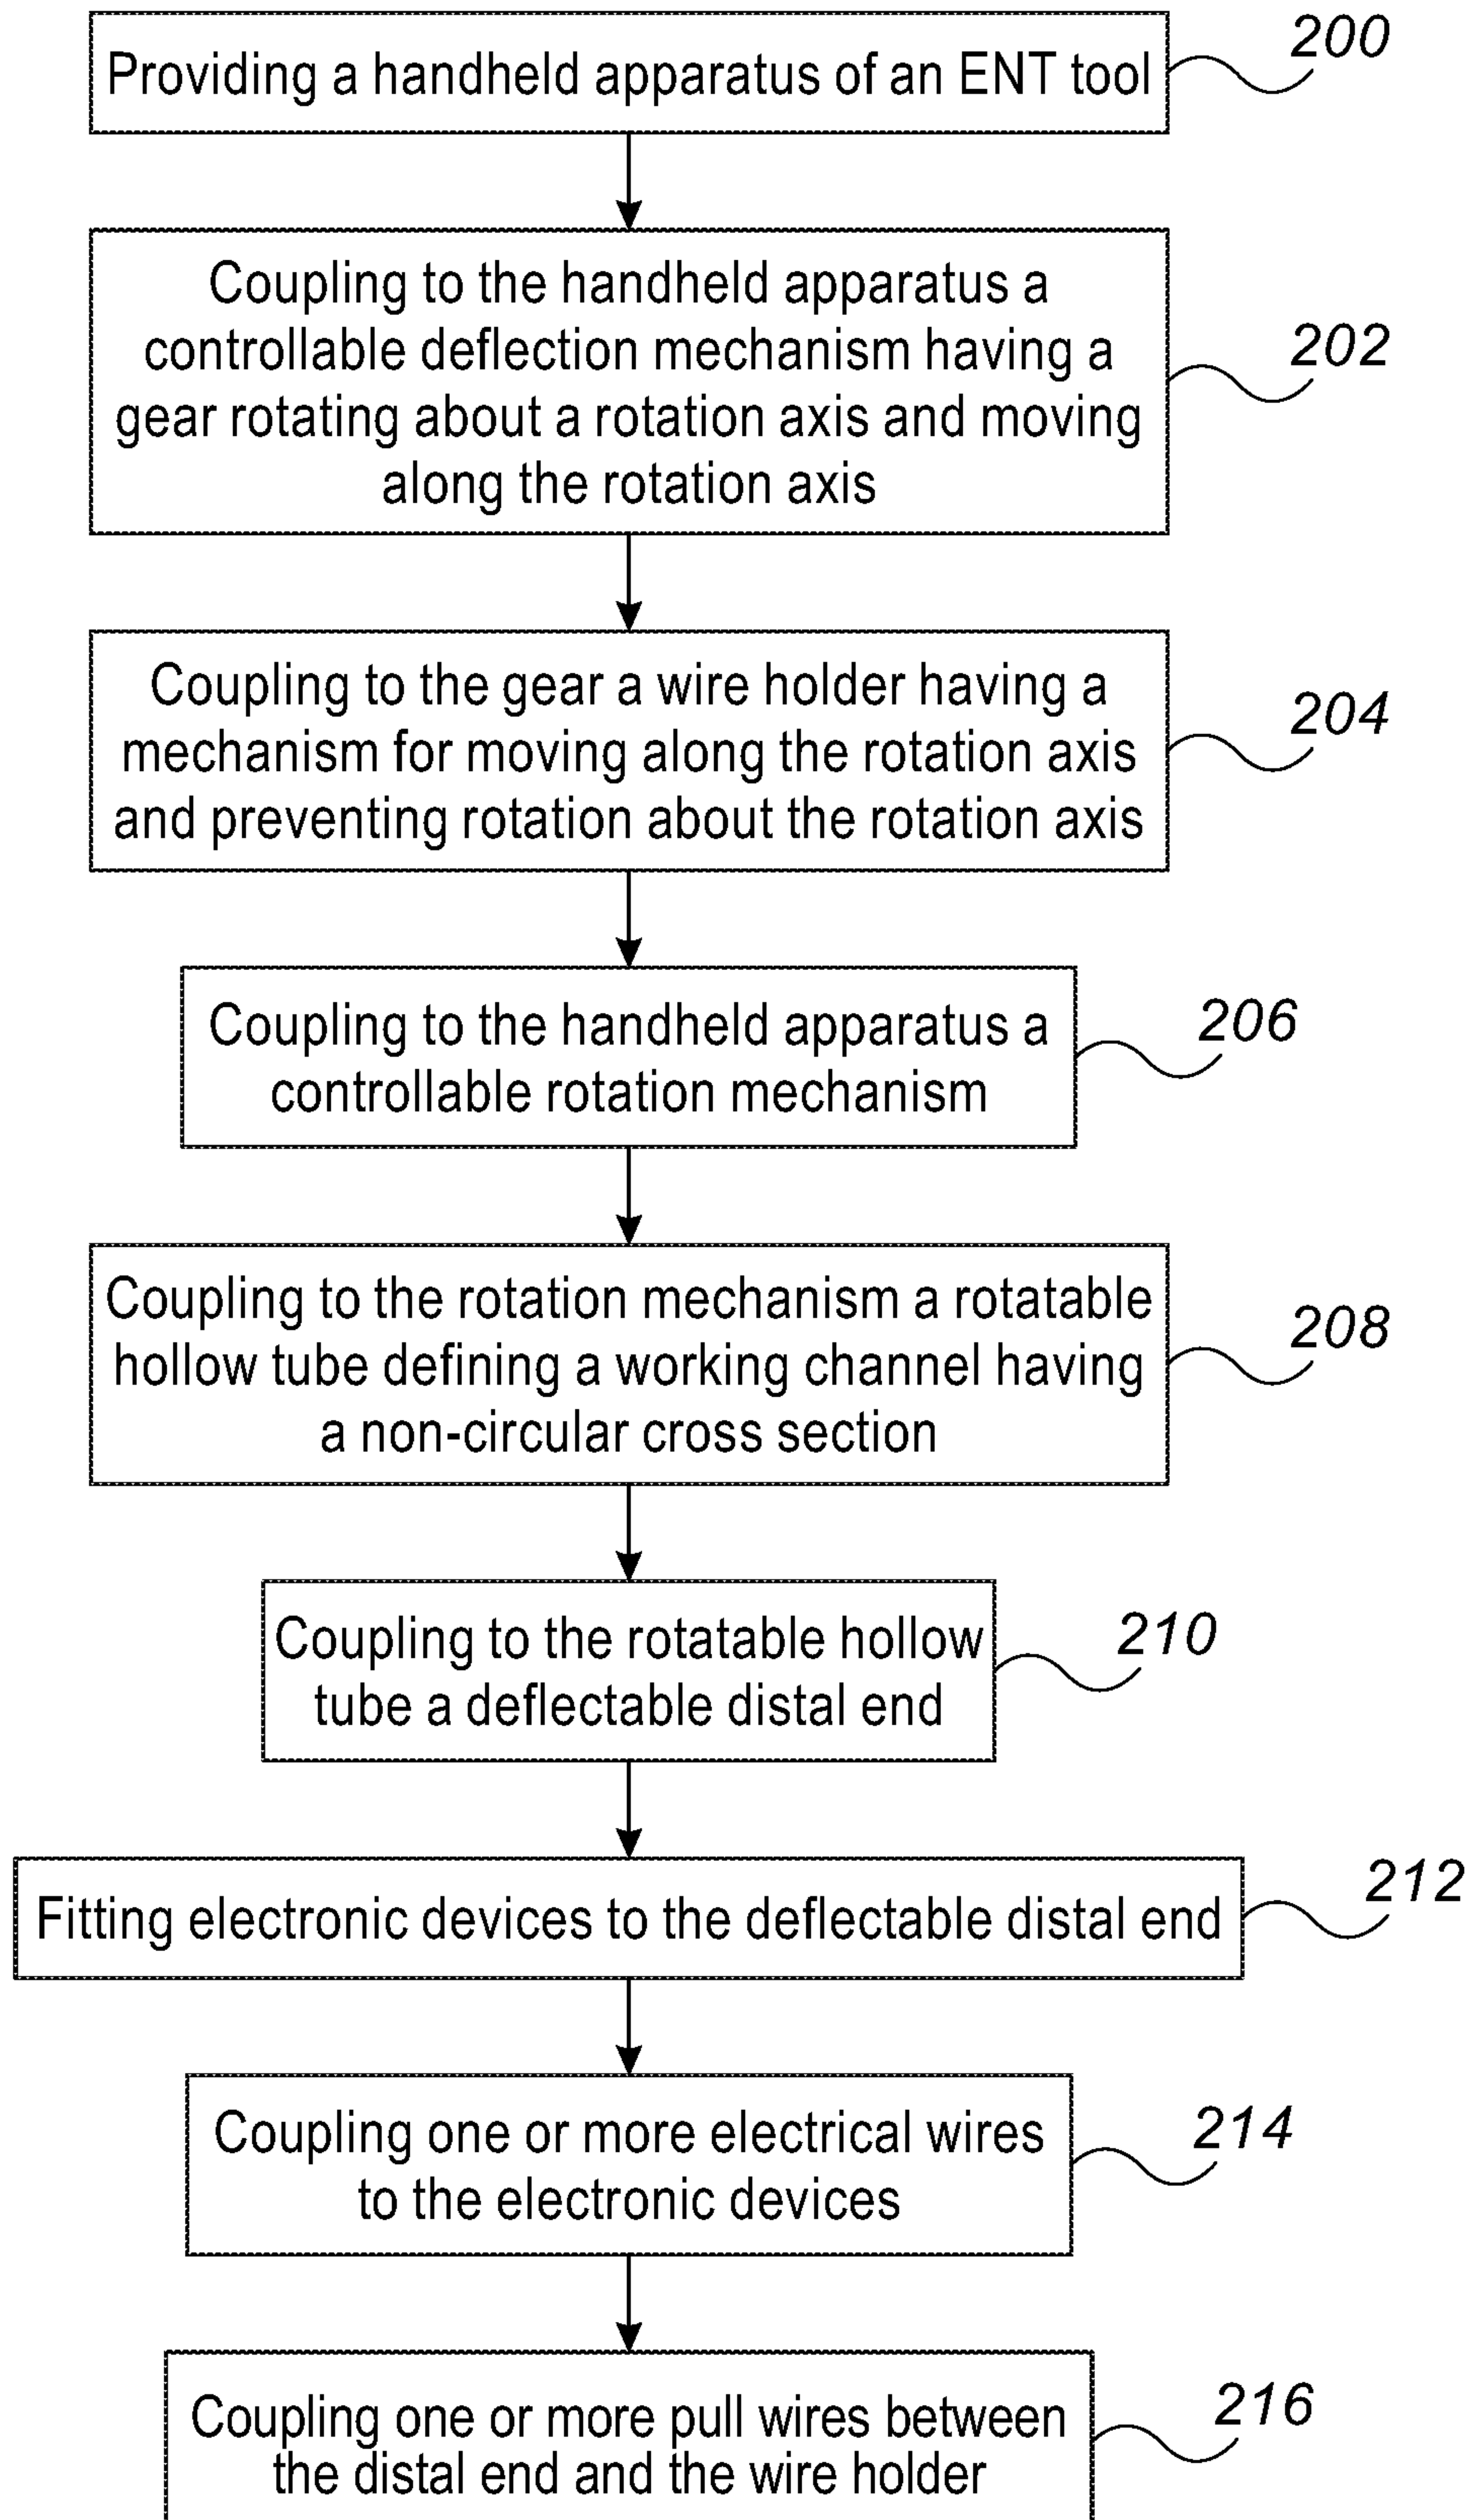 Providing a handheld apparatus of an ENT tool
200
Coupling to the handheld apparatus a
controllable deflection mechanism having a
gear rotating about a rotation axis and moving
along the rotation axis
202
Coupling to the gear a wire holder having a
mechanism for moving along the rotation axis
and preventing rotation about the rotation axis
204
Coupling to the handheld apparatus a
controllable rotation mechanism
206
Coupling to the rotation mechanism a rotatable
hollow tube defining a working channel having
a non-circular cross section
208
Coupling to the rotatable hollow
tube a deflectable distal end
210
Fitting electronic devices to the deflectable distal end
212
Coupling one or more electrical wires
to the electronic devices
214
Coupling one or more pull wires between
the distal end and the wire holder
216